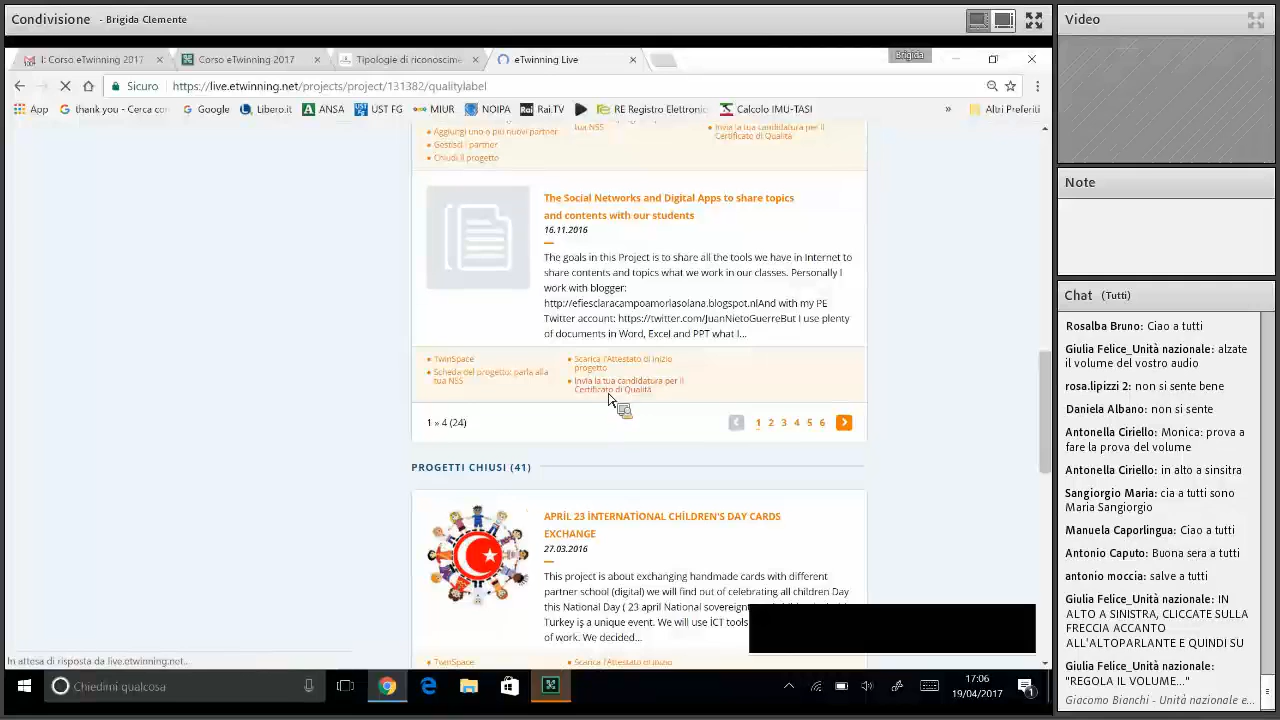 Condivisione - Brigida Clemente
I: Corso eTwinning 2017
Corso eTwinning 2017
Tipologie di riconoscim
eTwinning Live
Brigida
Sicuro
https://live.etwinning.net/projects/project/131382/qualitylabel
App
thank you - Cerca co
Google
Libero.it
ANSA
UST FG
MIUR
NOIPA
Rai.TV
RE Registro Elettronic
Calcolo IMU-TASI
»
Altri Preferiti
Aggiungi uno o più nuovi partner
Gestisci i partner
Chiudi il progetto
tua NSS
Invia la tua candidatura per il
Certificato di Qualità
The Social Networks and Digital Apps to share topics
and contents with our students
16.11.2016
The goals in this Project is to share all the tools we have in Internet to
share contents and topics what we work in our classes. Personally I
work with blogger:
http://efiesclaracampoamorlasolana.blogspot.nlAnd with my PE
Twitter account: https://twitter.com/JuanNietoGuerreBut I use plenty
of documents in Word, Excel and PPT what I...
TwinSpace
Scheda del progetto: parla alla
tua NSS
Scarica l'Attestato di inizio
progetto
Invia la tua candidatura per il
Certificato di Qualità
1 » 4 (24)
1 2 3 4 5 6
PROGETTI CHIUSI (41)
APRİL 23 İNTERNATİONAL CHİLDREN'S DAY CARDS
EXCHANGE
27.03.2016
This project is about exchanging handmade cards with different
partner school (digital) we will find out of celebrating all children Day
this National Day ( 23 april National sovereign
Turkey iş a unique event. We will use İCT tools
of work. We decided...
TwinSpace
Scarica l'Attestato di inizio
In attesa di risposta da live.etwinning.net...
Chiedimi qualcosa
17:06
19/04/2017
1
Video
Note
Chat (Tutti)
Rosalba Bruno: Ciao a tutti
Giulia Felice_Unità nazionale: alzate
il volume del vostro audio
rosa.lipizzi 2: non si sente bene
Daniela Albano: non si sente
Antonella Ciriello: Monica: prova a
fare la prova del volume
Antonella Ciriello: in alto a sinsitra
Sangiorgio Maria: cia a tutti sono
Maria Sangiorgio
Manuela Caporlingua: Ciao a tutti
Antonio Caputo: Buona sera a tutti
antonio moccia: salve a tutti
Giulia Felice_Unità nazionale: IN
ALTO A SINISTRA, CLICCATE SULLA
FRECCIA ACCANTO
ALL'ALTOPARLANTE E QUINDI SU
Giulia Felice_Unità nazionale:
"REGOLA IL VOLUME..."
Giacomo Bianchi - Unità nazionale e...